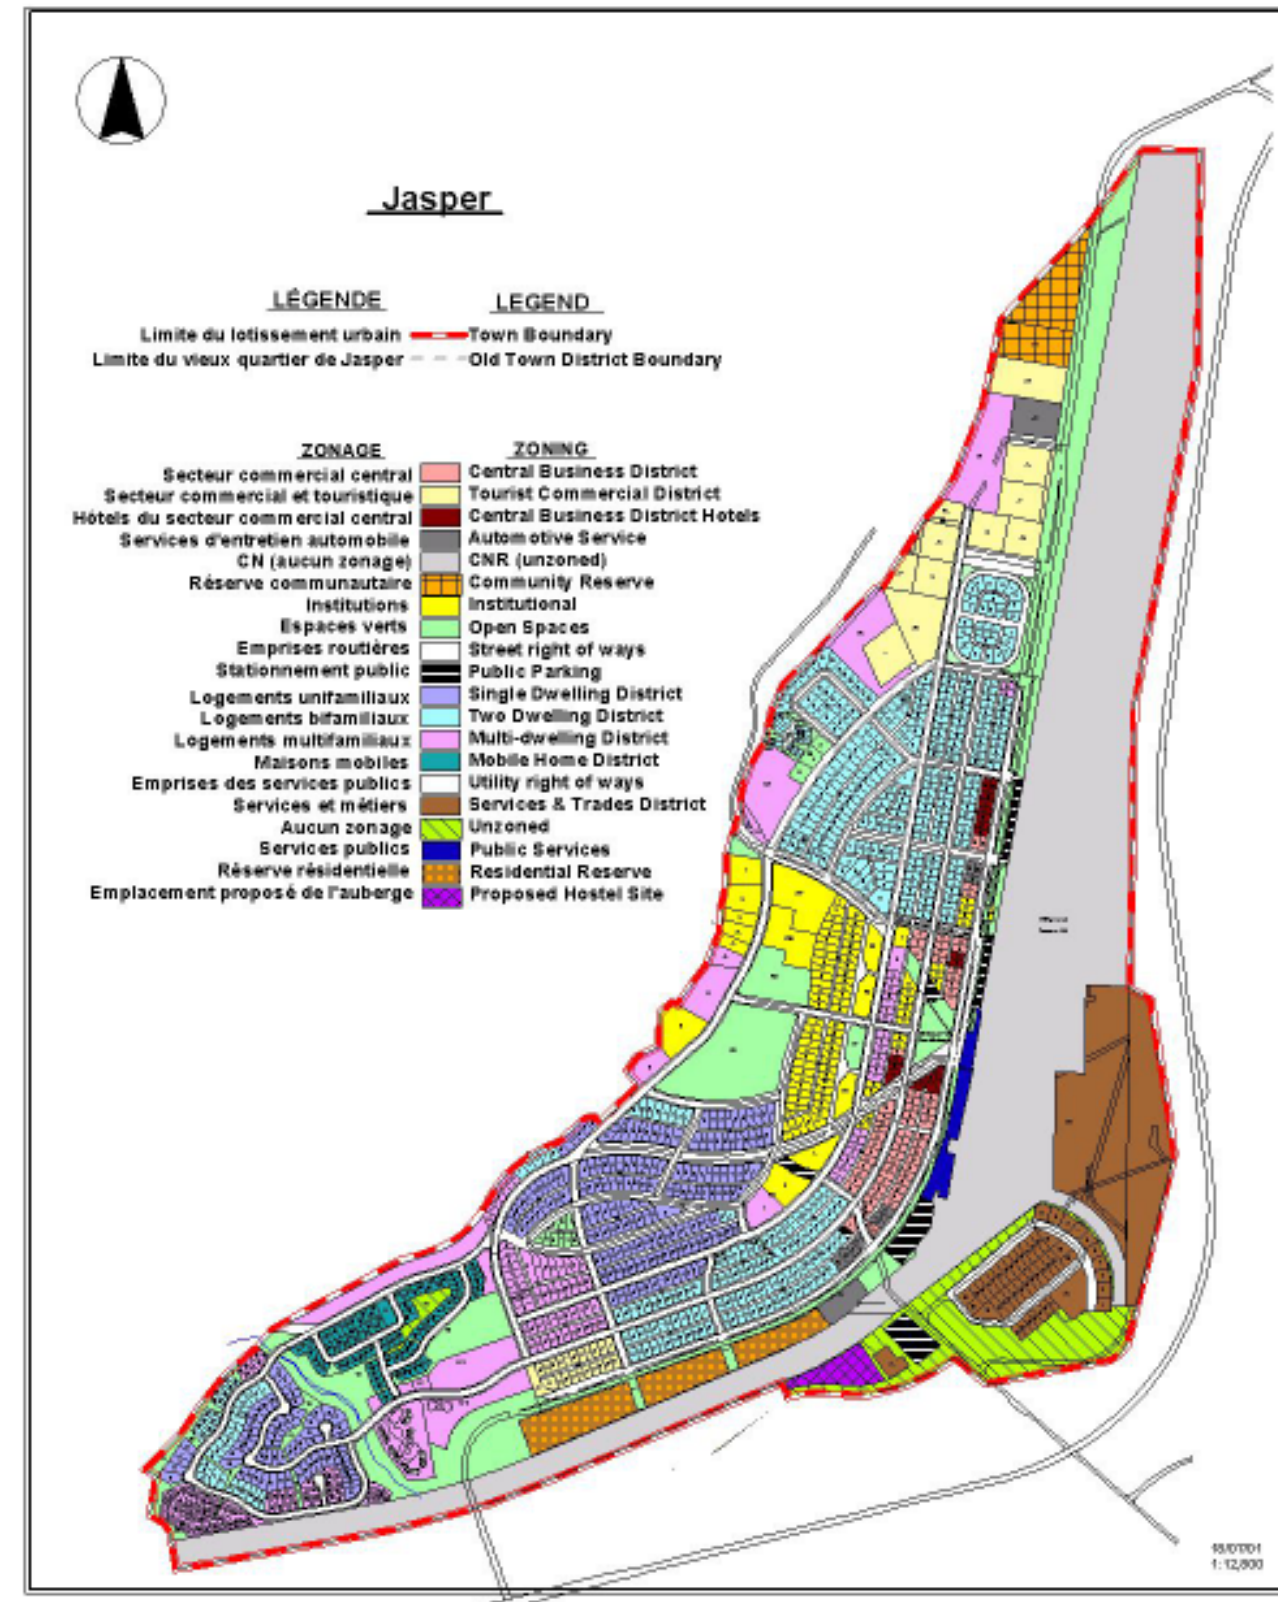 Jasper
LÉGENDE LEGEND
Limite du lotissement urbain Town Boundary
Limite du vieux quartier de Jasper Old Town District Boundary
ZONAGE ZONING
Secteur commercial central Central Business District
Secteur commercial et touristique Tourist Commercial District
Hôtels du secteur commercial central Central Business District Hotels
Services d'entretien automobile Automotive Service
CN (aucun zonage) CNR (unzoned)
Réserve communautaire Community Reserve
Institutions Institutional
Espaces verts Open Spaces
Emprises routières Street right of ways
Stationnement public Public Parking
Logements unifamiliaux Single Dwelling District
Logements bifamiliaux Two Dwelling District
Logements multifamiliaux Multi-dwelling District
Maisons mobiles Mobile Home District
Emprises des services publics Utility right of ways
Services et métiers Services & Trades District
Aucun zonage Unzoned
Services publics Public Services
Réserve résidentielle Residential Reserve
Emplacement proposé de l'auberge Proposed Hostel Site
1:12,800